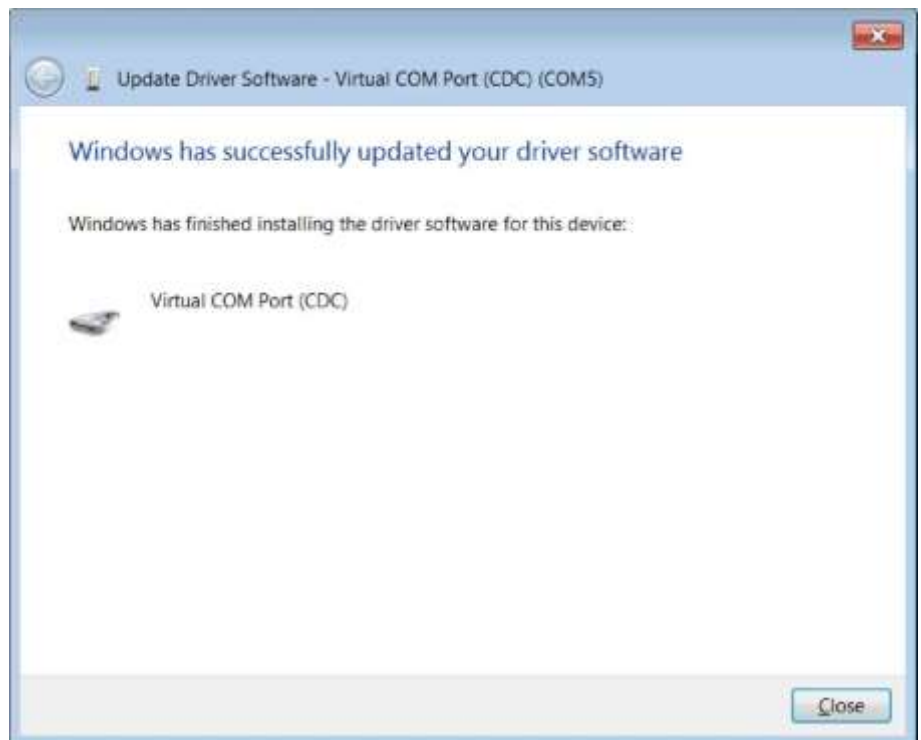 Update Driver Software - Virtual COM Port (CDC) (COM5)
Windows has successfully updated your driver software
Windows has finished installing the driver software for this device:
Virtual COM Port (CDC)
Close